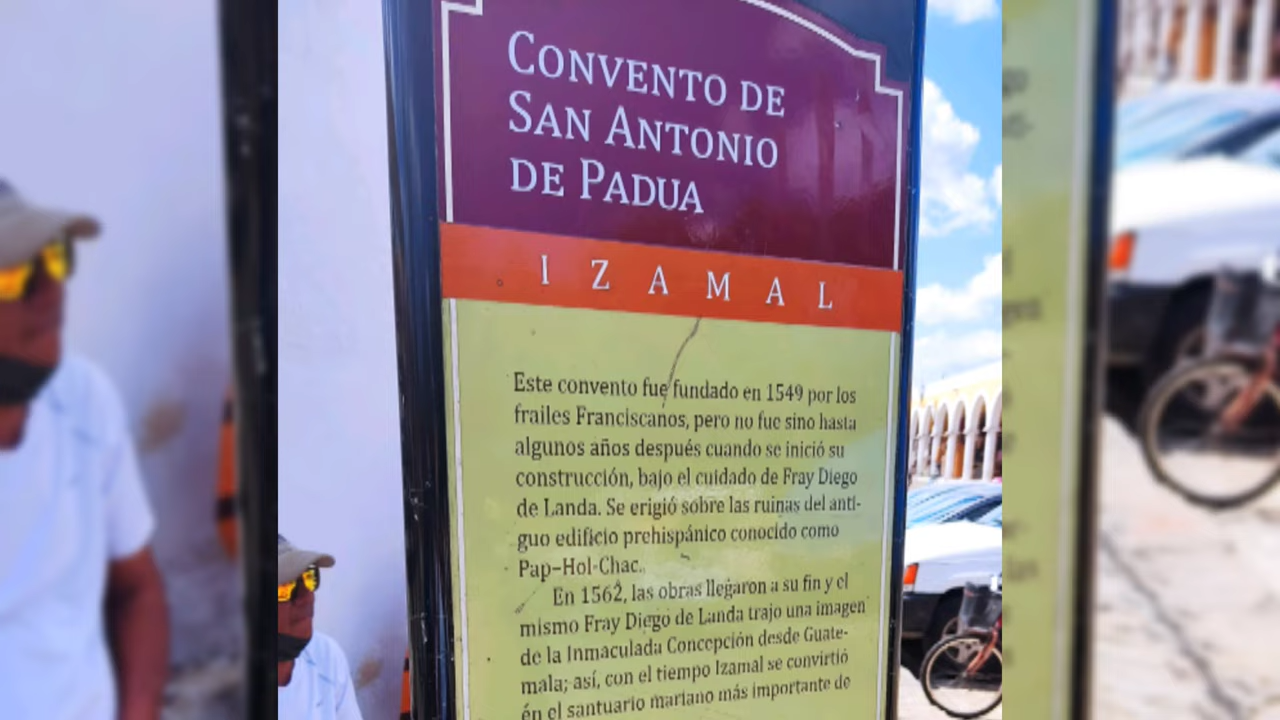 CONVENTO DE
SAN ANTONIO
DE PADUA
IZAMAL
Este convento fue fundado en 1549 por los
frailes Franciscanos, pero no fue sino hasta
algunos años después cuando se inició su
construcción, bajo el cuidado de Fray Diego
de Landa. Se erigió sobre las ruinas del anti-
guo edificio prehispánico conocido como
Pap-Hol-Chac.
En 1562, las obras llegaron a su fin y el
mismo Fray Diego de Landa trajo una imagen
de la Inmaculada Concepción desde Guate-
mala; así, con el tiempo Izamal se convirtió
en el santuario mariano más importante de